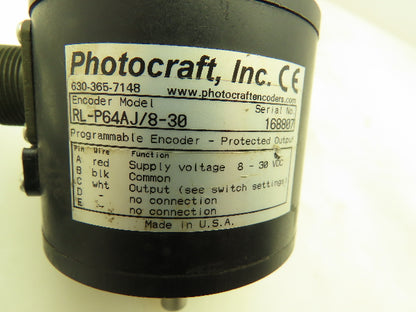 Photocraft, Inc. CE
630-365-7148
www.photocraftencoders.com
Encoder Model Serial No.
RL-P64AJ/8-30 168807
Programmable Encoder - Protected Output
Pin Wire Function
A red Supply voltage 8 - 30 VDC
B blk Common
C wht Output (see switch settings)
D - no connection
E no connection
Made in U.S.A.